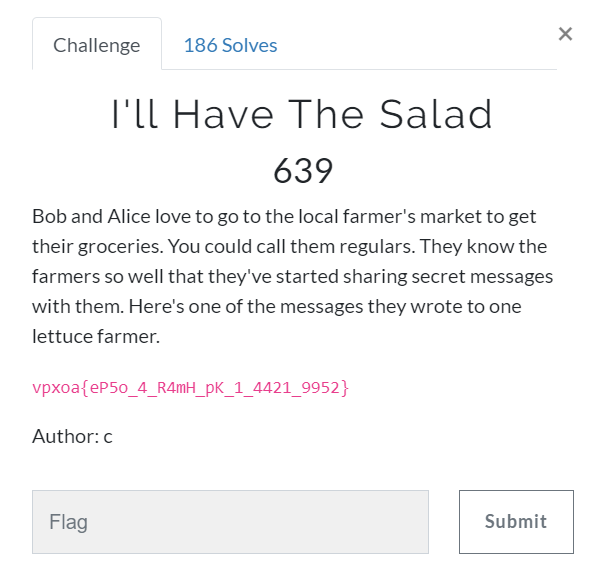 Challenge 186 Solves ×
I'll Have The Salad
639
Bob and Alice love to go to the local farmer's market to get
their groceries. You could call them regulars. They know the
farmers so well that they've started sharing secret messages
with them. Here's one of the messages they wrote to one
lettuce farmer.
vpxoa{eP5o_4_R4mH_pK_1_4421_9952}
Author: c
Flag Submit